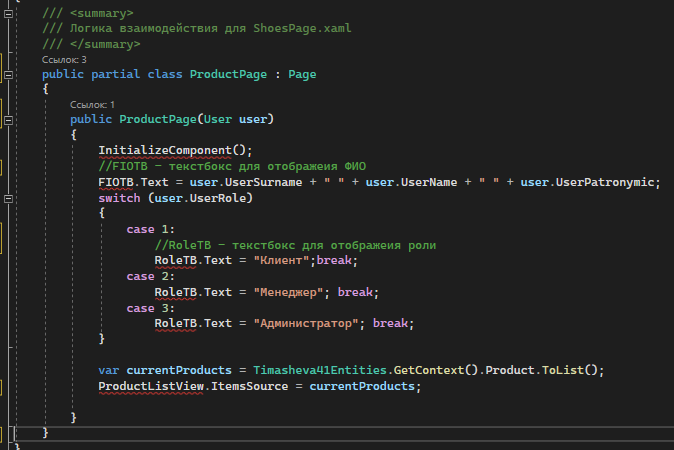 /// <summary>
/// Логика взаимодействия для ShoesPage.xaml
/// </summary>
Ссылок: 3
public partial class ProductPage : Page
{
Ссылок: 1
public ProductPage(User user)
{
InitializeComponent();
//FIOTB - текстбокс для отображеия ФИО
FIOTB.Text = user.UserSurname + " " + user.UserName + " " + user.UserPatronymic;
switch (user.UserRole)
{
case 1:
//RoleTB - текстбокс для отображеия роли
RoleTB.Text = "Клиент";break;
case 2:
RoleTB.Text = "Менеджер"; break;
case 3:
RoleTB.Text = "Администратор"; break;
}
var currentProducts = Timasheva41Entities.GetContext().Product.ToList();
ProductListView.ItemsSource = currentProducts;
}
}
}